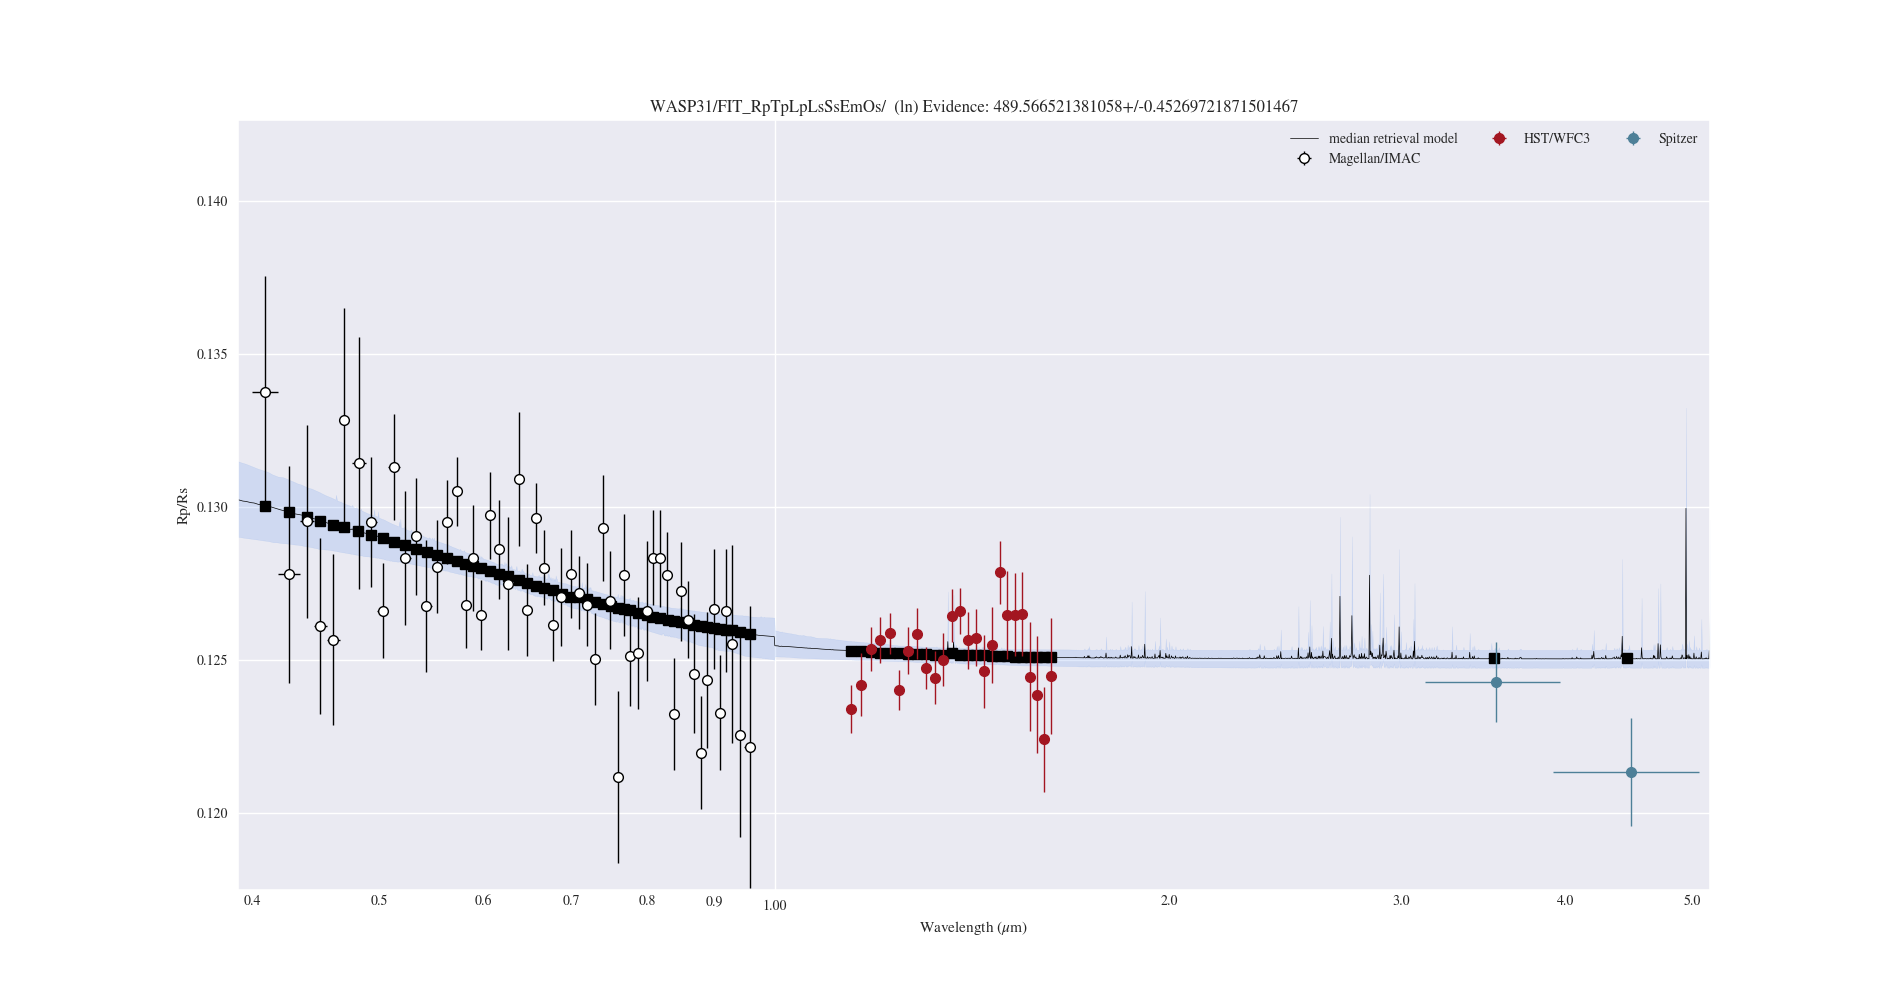 WASP31/FIT_RpTpLpLsSsEmOs/  (ln) Evidence: 489.566521381058+/-0.45269721871501467
median retrieval model
Magellan/IMAC
HST/WFC3
Spitzer
0.140
0.135
0.130
0.125
0.120
Rp/Rs
0.4 0.5 0.6 0.7 0.8 0.9 1.00 2.0 3.0 4.0 5.0
Wavelength (μm)